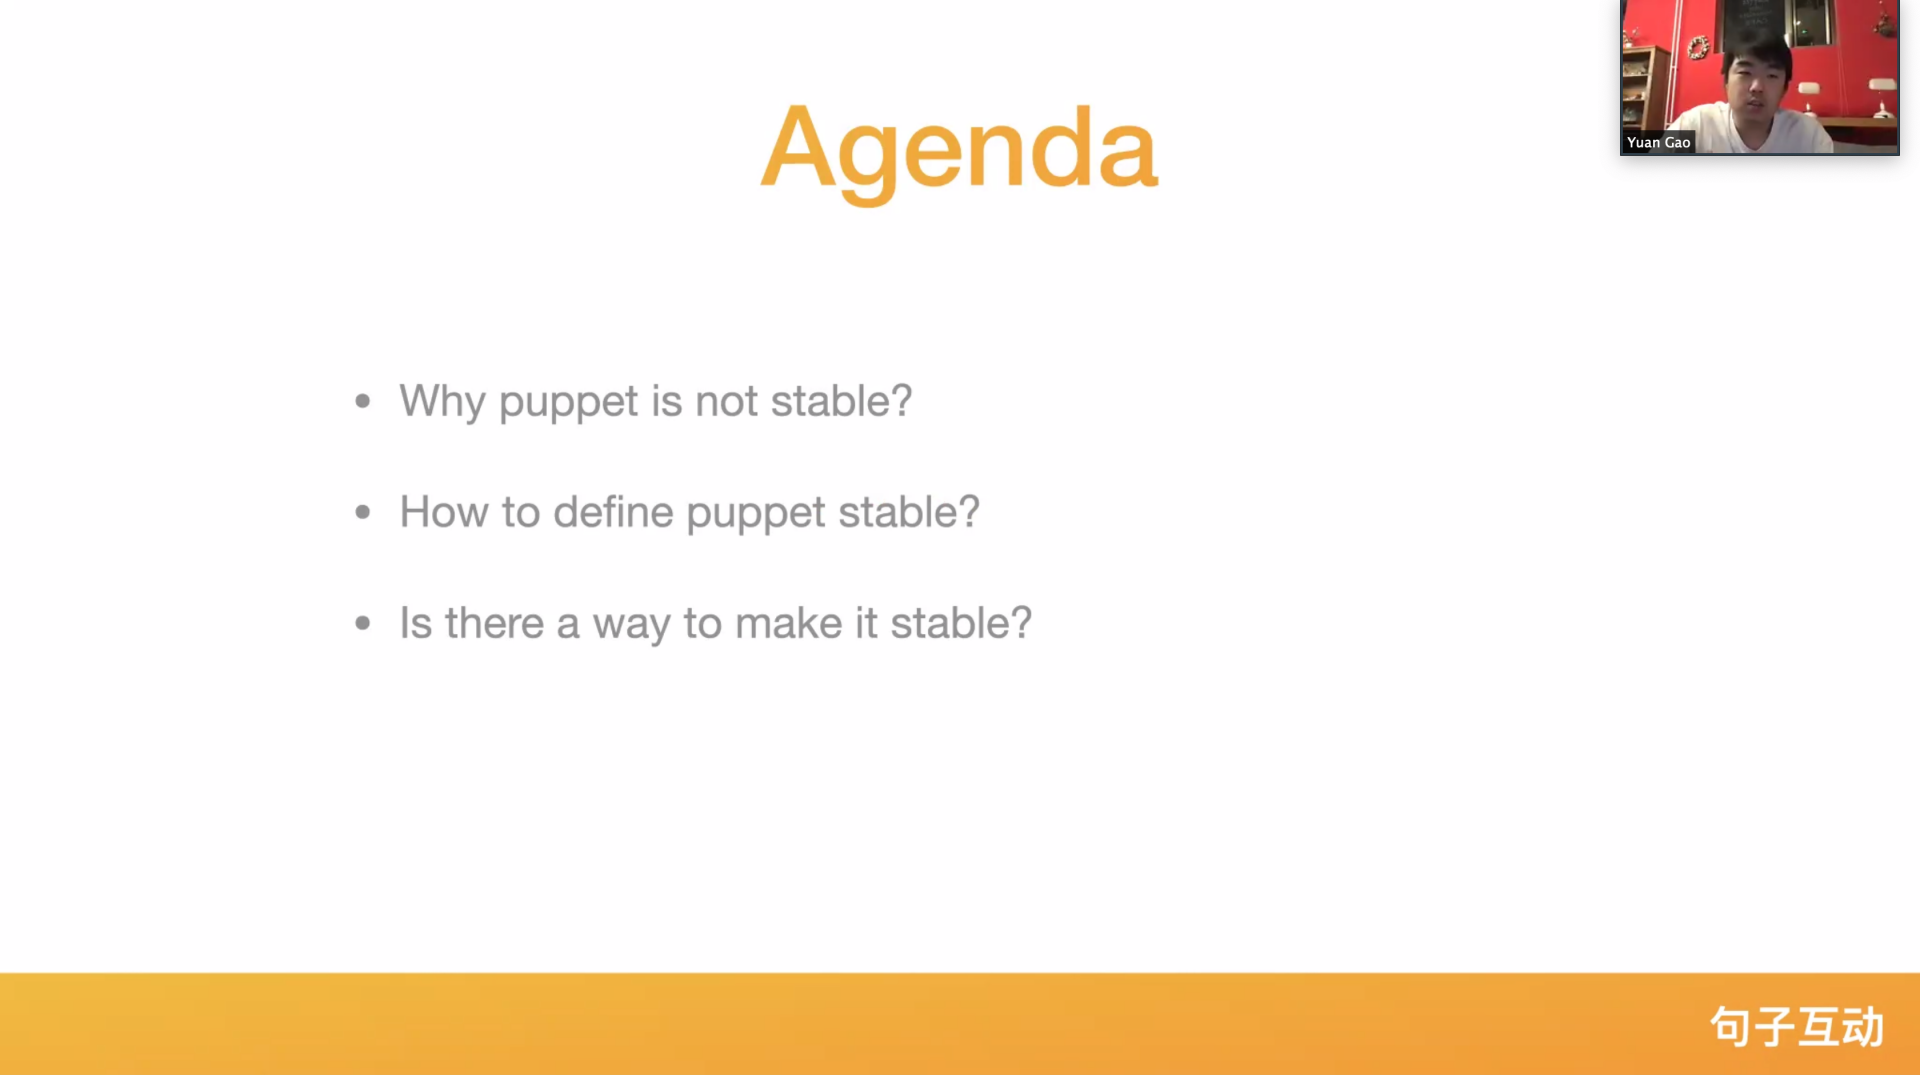 Agenda
Yuan Gao
• Why puppet is not stable?
• How to define puppet stable?
• Is there a way to make it stable?
句子互动